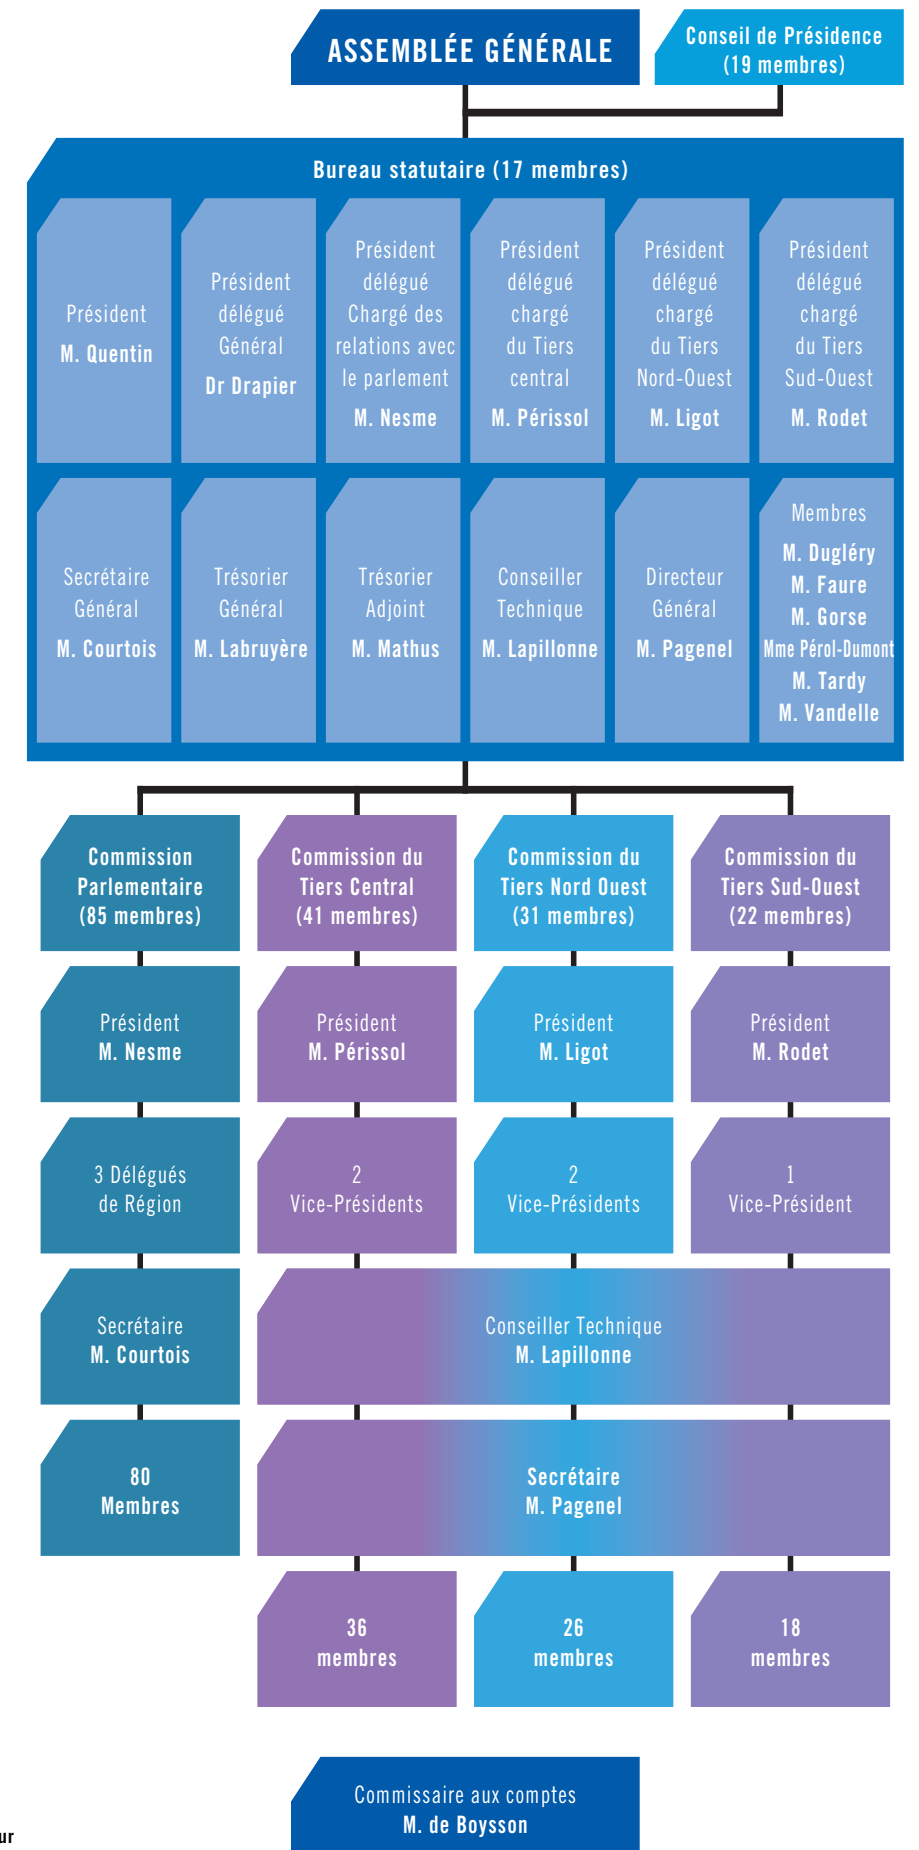 ASSEMBLÉE GÉNÉRALE
Conseil de Présidence
(19 membres)
Bureau statutaire (17 membres)
Président
M. Quentin
Président
délégué
Général
Dr Drapier
Président
délégué
Chargé des
relations avec
le parlement
M. Nesme
Président
délégué
chargé
du Tiers
central
M. Périssol
Président
délégué
chargé
du Tiers
Nord-Ouest
M. Ligot
Président
délégué
chargé
du Tiers
Sud-Ouest
M. Rodet
Secrétaire
Général
M. Courtois
Trésorier
Général
M. Labruyère
Trésorier
Adjoint
M. Mathus
Conseiller
Technique
M. Lapillonne
Directeur
Général
M. Pagenel
Membres
M. Dugléry
M. Faure
M. Gorse
Mme Pérol-Dumont
M. Tardy
M. Vandelle
Commission
Parlementaire
(85 membres)
Commission du
Tiers Central
(41 membres)
Commission du
Tiers Nord Ouest
(31 membres)
Commission du
Tiers Sud-Ouest
(22 membres)
Président
M. Nesme
Président
M. Périssol
Président
M. Ligot
Président
M. Rodet
3 Délégués
de Région
2
Vice-Présidents
2
Vice-Présidents
1
Vice-Président
Secrétaire
M. Courtois
Conseiller Technique
M. Lapillonne
80
Membres
Secrétaire
M. Pagenel
36
membres
26
membres
18
membres
Commissaire aux comptes
M. de Boysson
ur